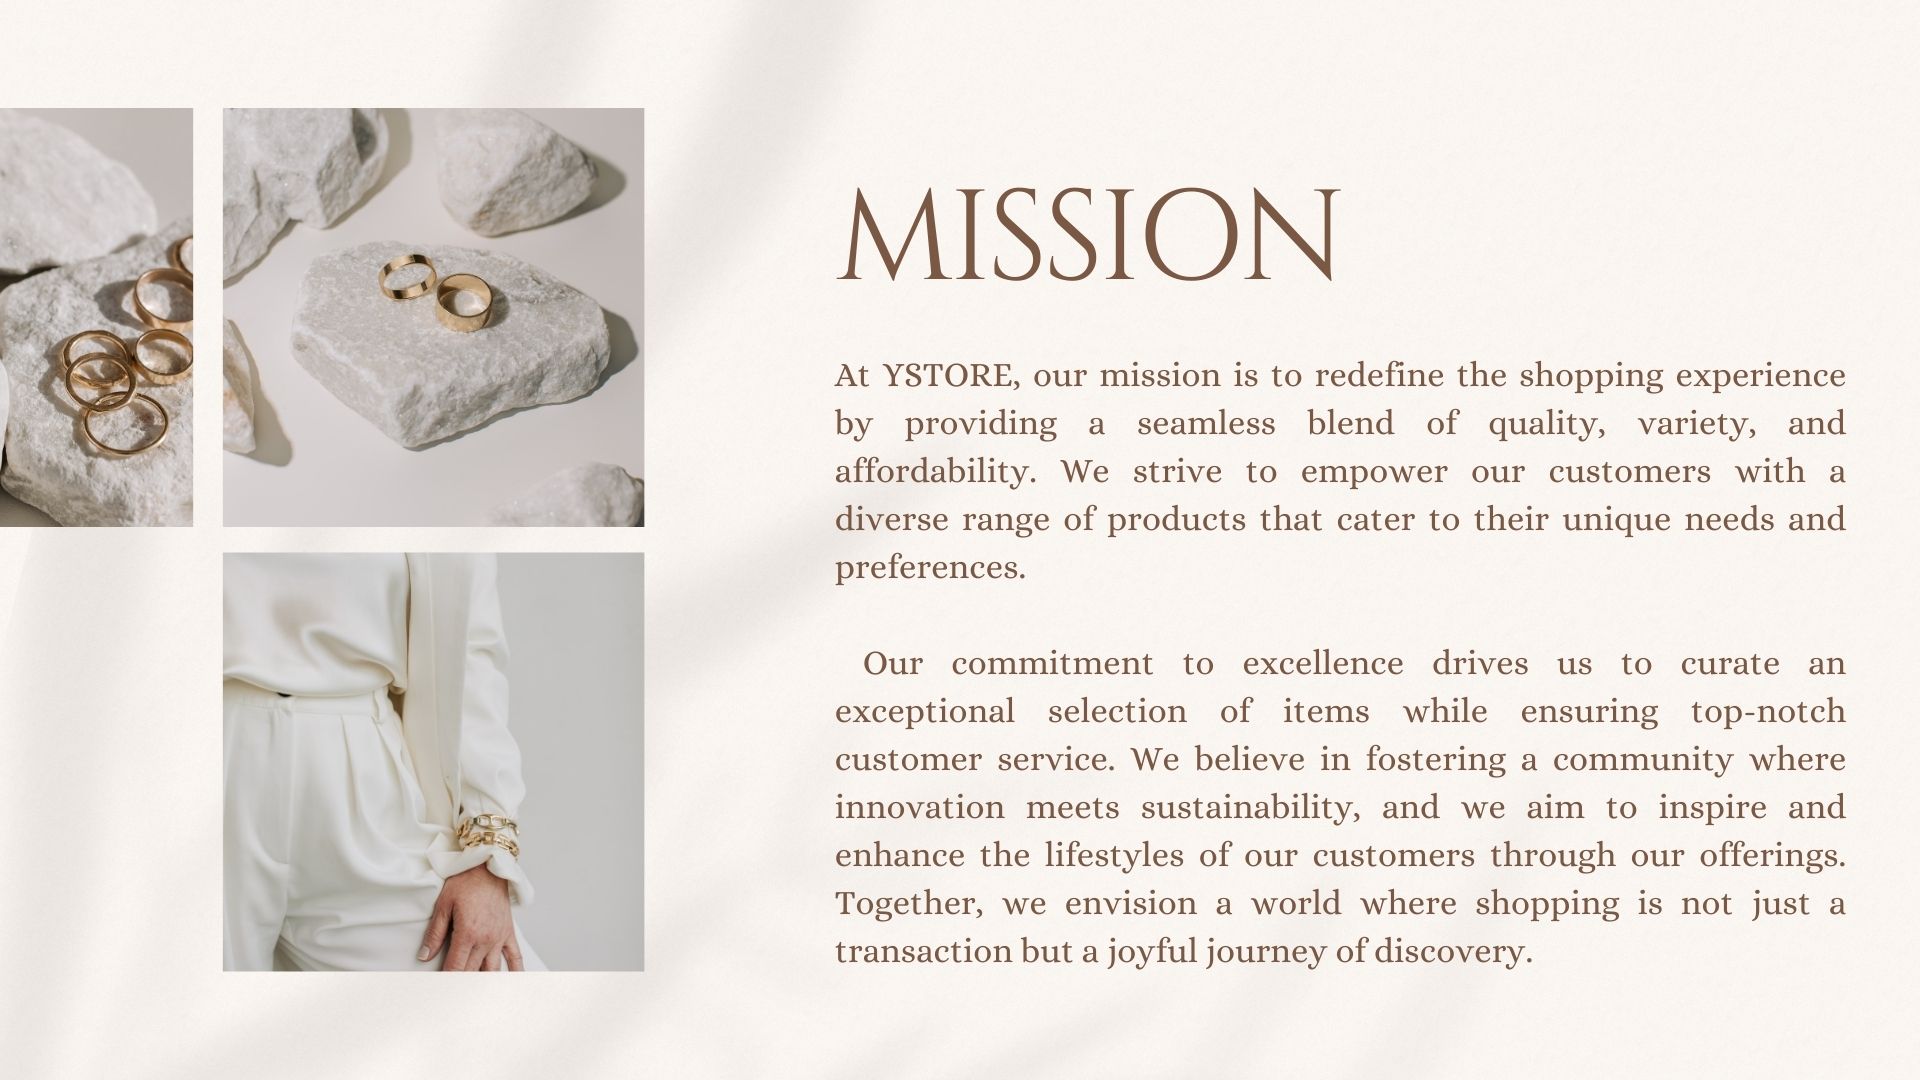 MISSION
At YSTORE, our mission is to redefine the shopping experience
by providing a seamless blend of quality, variety, and
affordability. We strive to empower our customers with a
diverse range of products that cater to their unique needs and
preferences.
Our commitment to excellence drives us to curate an
exceptional selection of items while ensuring top-notch
customer service. We believe in fostering a community where
innovation meets sustainability, and we aim to inspire and
enhance the lifestyles of our customers through our offerings.
Together, we envision a world where shopping is not just a
transaction but a joyful journey of discovery.